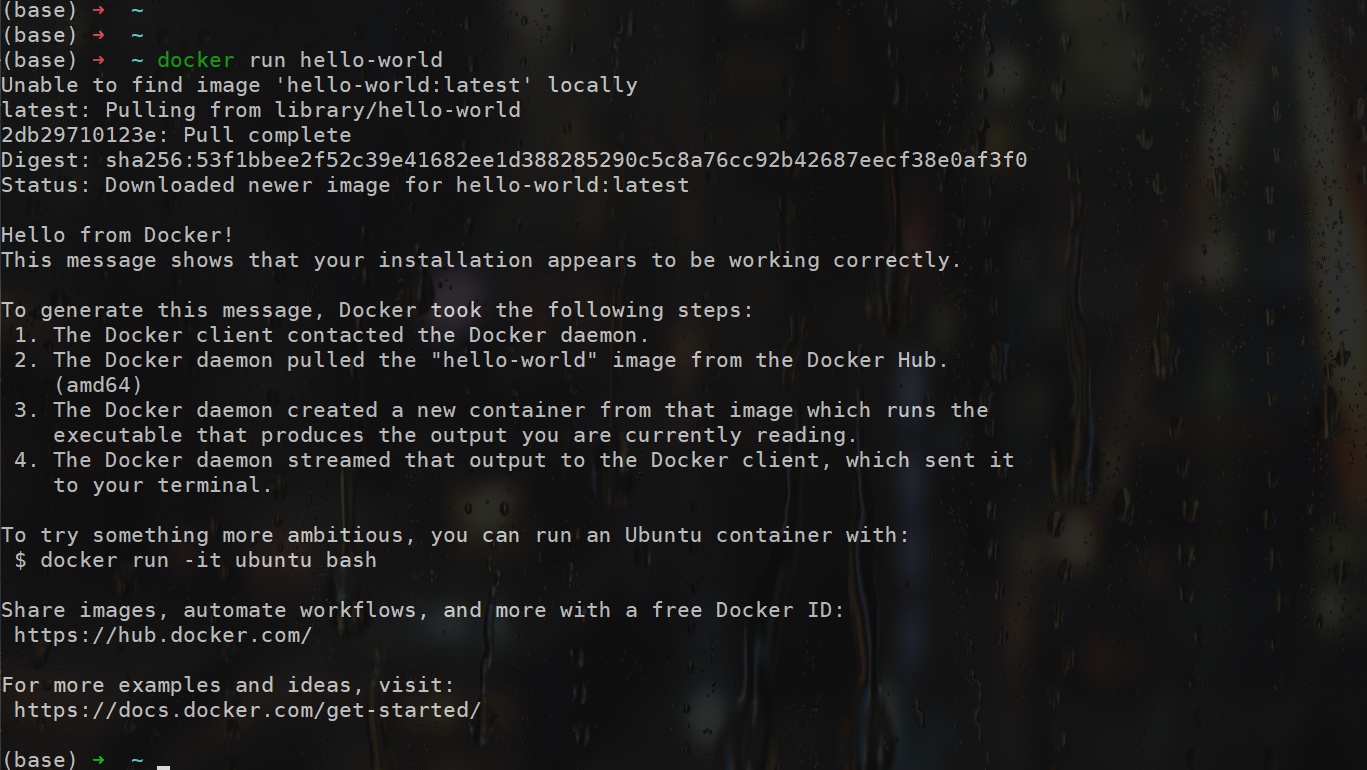 (base) ➜  ~
(base) ➜  ~
(base) ➜  ~ docker run hello-world
Unable to find image 'hello-world:latest' locally
latest: Pulling from library/hello-world
2db29710123e: Pull complete
Digest: sha256:53f1bbee2f52c39e41682ee1d388285290c5c8a76cc92b42687eecf38e0af3f0
Status: Downloaded newer image for hello-world:latest

Hello from Docker!
This message shows that your installation appears to be working correctly.

To generate this message, Docker took the following steps:
 1. The Docker client contacted the Docker daemon.
 2. The Docker daemon pulled the "hello-world" image from the Docker Hub.
    (amd64)
 3. The Docker daemon created a new container from that image which runs the
    executable that produces the output you are currently reading.
 4. The Docker daemon streamed that output to the Docker client, which sent it
    to your terminal.

To try something more ambitious, you can run an Ubuntu container with:
 $ docker run -it ubuntu bash

Share images, automate workflows, and more with a free Docker ID:
 https://hub.docker.com/

For more examples and ideas, visit:
 https://docs.docker.com/get-started/

(base) ➜  ~